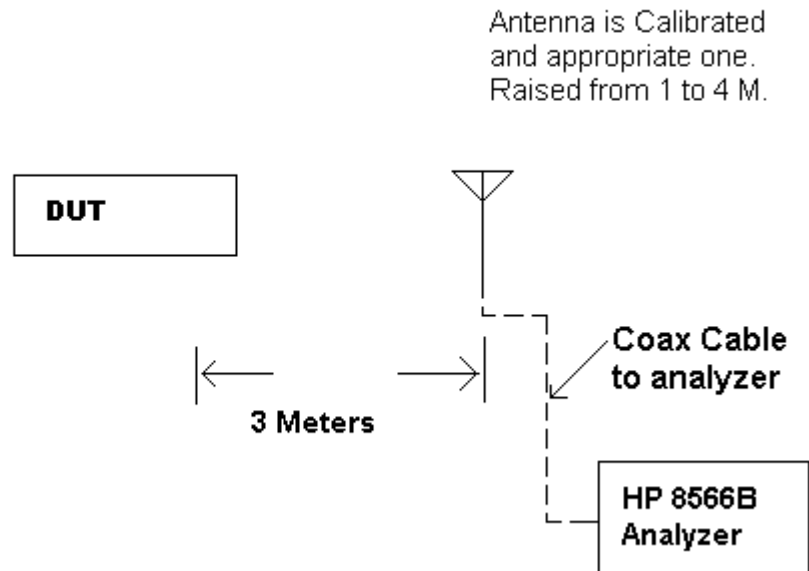 Antenna is Calibrated
and appropriate one.
Raised from 1 to 4 M.
DUT
Coax Cable
to analyzer
3 Meters
HP 8566B
Analyzer